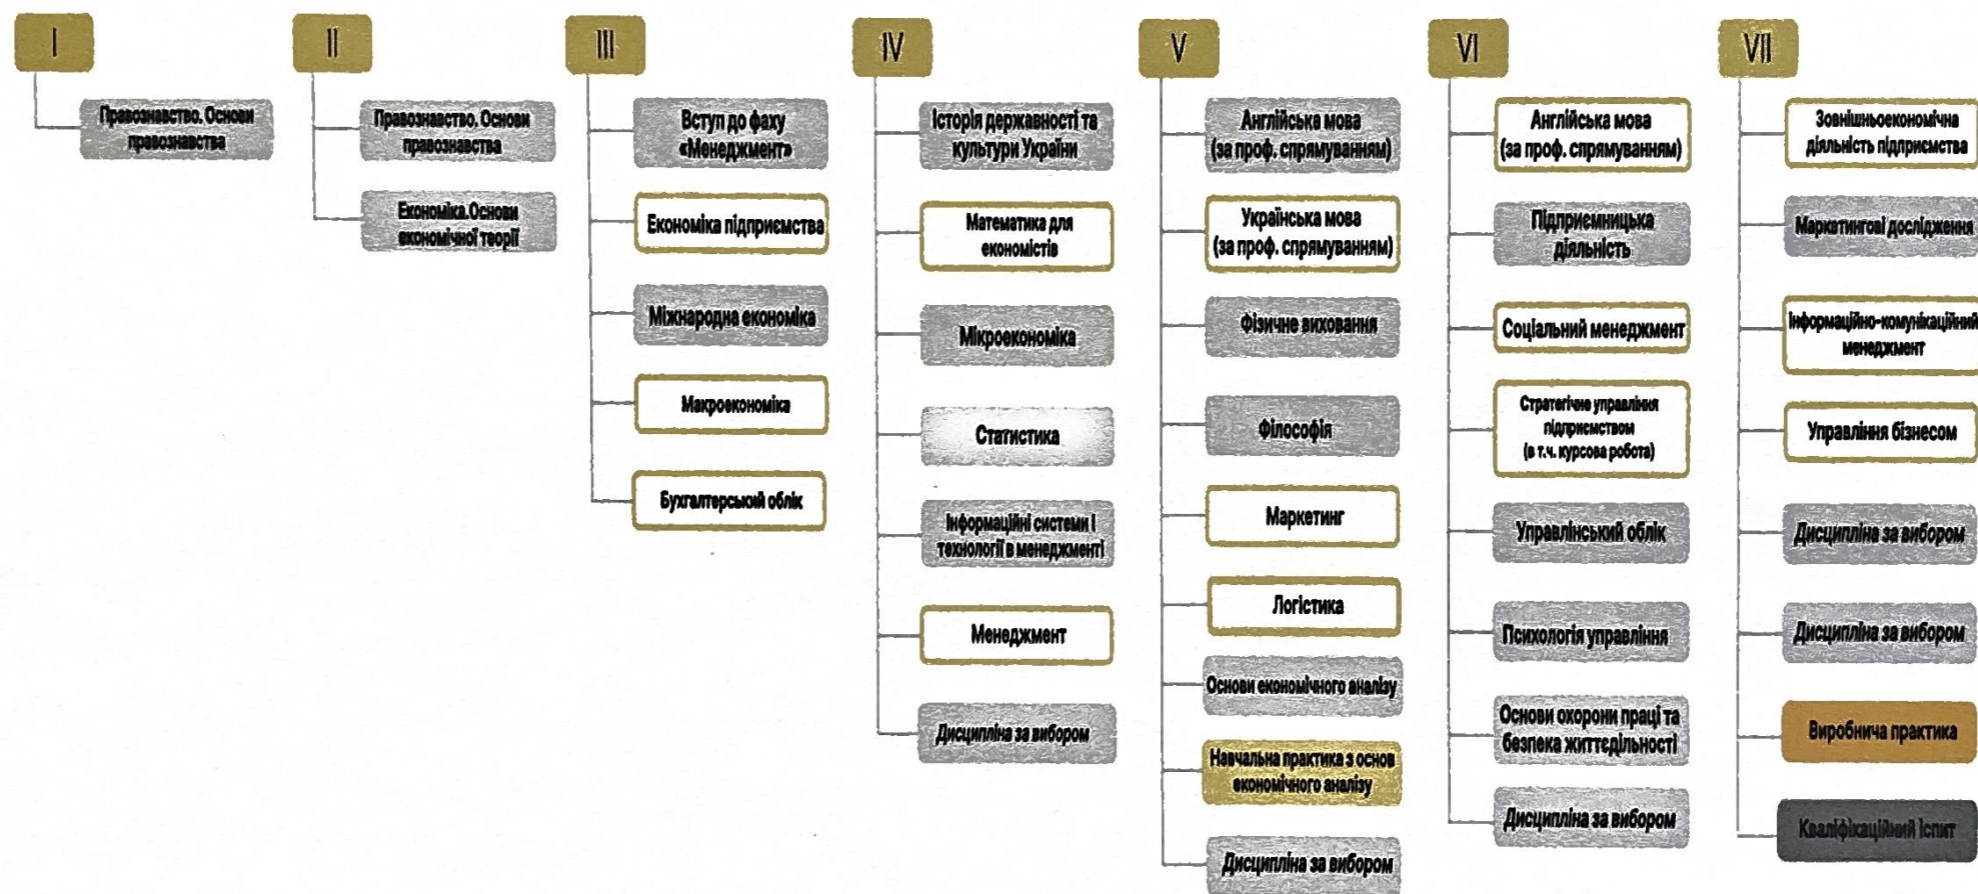 I
Правознавство. Основи
правознавства
II
Правознавство. Основи
правознавства
Економіка.Основи
економічної теорії
III
Вступ до фаху
«Менеджмент»
Економіка підприємства
Міжнародна економіка
Макроекономіка
Бухгалтерський облік
IV
Історія державності та
культури України
Математика для
економістів
Мікроекономіка
Статистика
Інформаційні системи і
технології в менеджменті
Менеджмент
Дисципліна за вибором
V
Англійська мова
(за проф. спрямуванням)
Українська мова
(за проф. спрямуванням)
Фізичне виховання
Філософія
Маркетинг
Логістика
Основи економічного аналізу
Навчальна практика з основ
економічного аналізу
Дисципліна за вибором
VI
Англійська мова
(за проф. спрямуванням)
Підприємницька
діяльність
Соціальний менеджмент
Стратегічне управління
підприємством
(в т.ч. курсова робота)
Управлінський облік
Психологія управління
Основи охорони праці та
безпека життєдільності
Дисципліна за вибором
VII
Зовнішньоекономічна
діяльність підприємства
Маркетингові дослідження
Інформаційно-комунікаційний
менеджмент
Управління бізнесом
Дисципліна за вибором
Дисципліна за вибором
Виробнича практика
Кваліфікаційний іспит